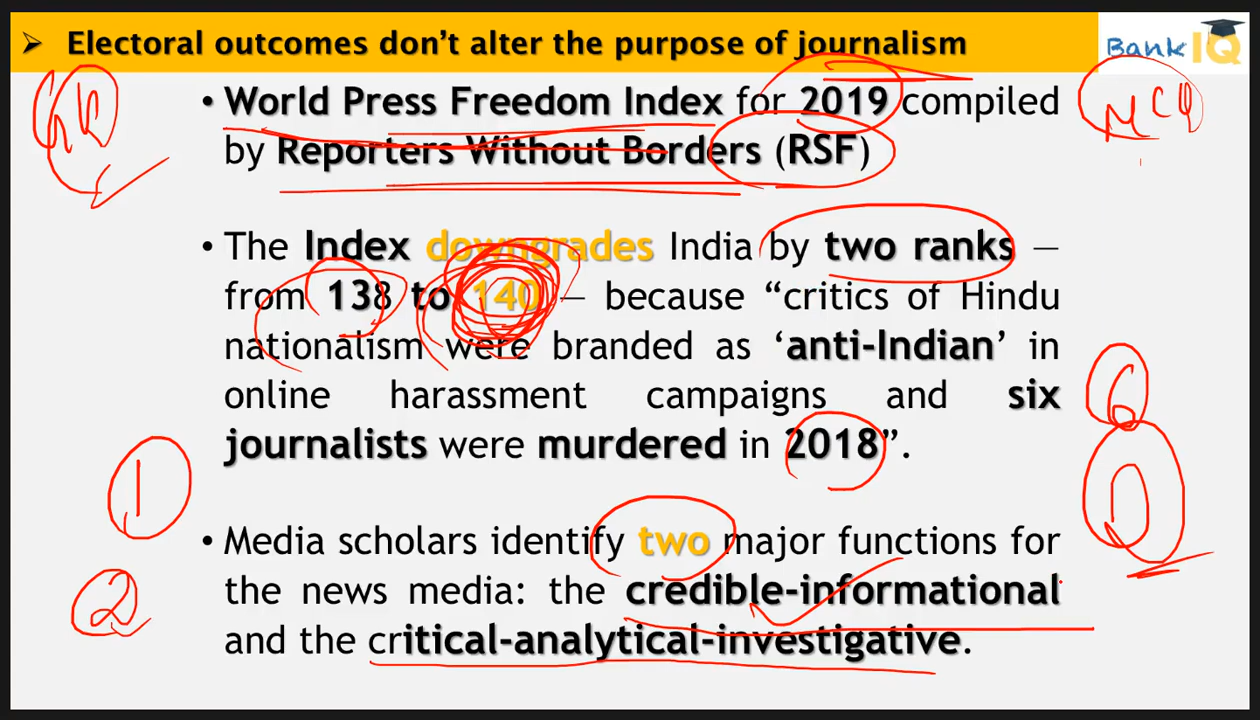 ➢ Electoral outcomes don't alter the purpose of journalism
Bank IQ
• World Press Freedom Index for 2019 compiled
by Reporters Without Borders (RSF)
MCQ
• The Index downgrades India by two ranks —
from 138 to 140 — because “critics of Hindu
nationalism were branded as ‘anti-Indian’ in
online harassment campaigns and six
journalists were murdered in 2018”.
6
1
• Media scholars identify two major functions for
the news media: the credible-informational
2
and the critical-analytical-investigative.